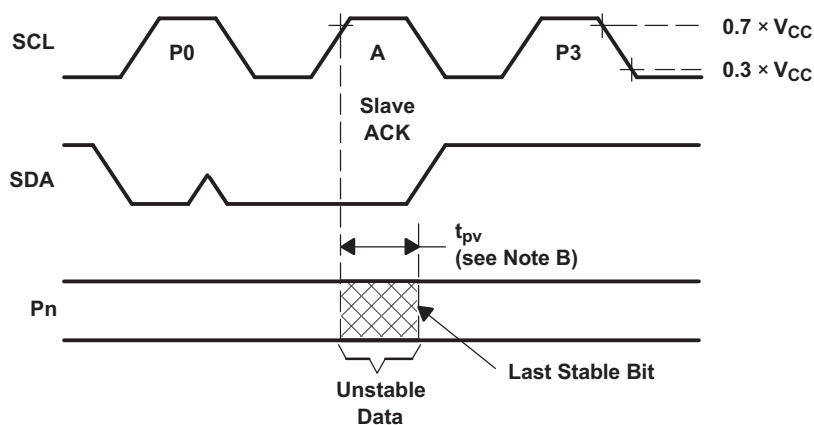 SCL
P0
A
P3
0.7 × VCC
0.3 × VCC
Slave
ACK
SDA
tpv
(see Note B)
Pn
Last Stable Bit
Unstable
Data